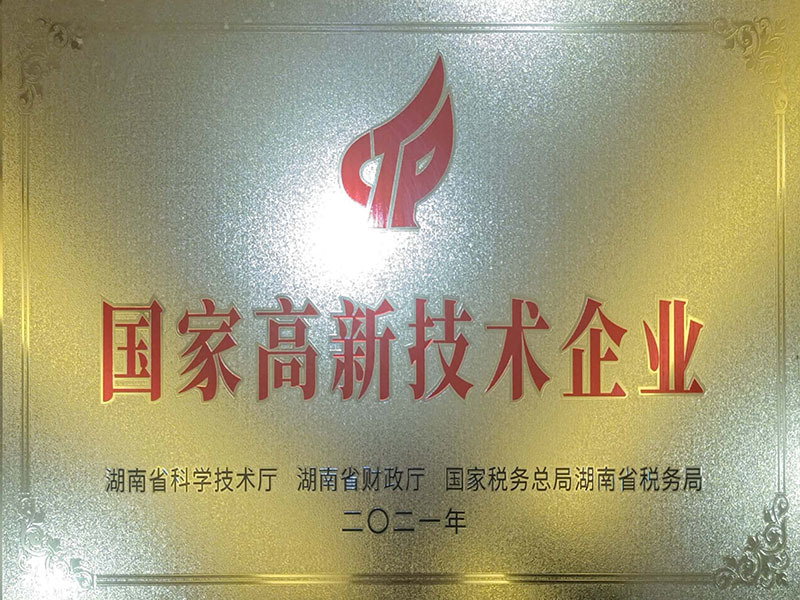 国家高新技术企业
湖南省科学技术厅 湖南省财政厅 国家税务总局湖南省税务局
二〇二一年